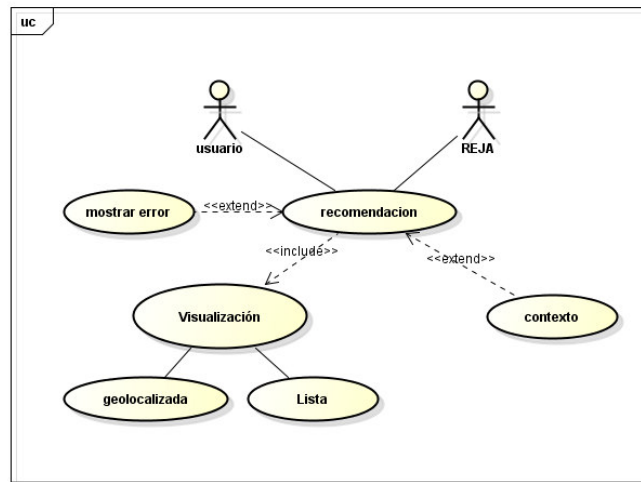 uc
usuario
REJA
mostrar error
<<extend>>
recomendacion
<<include>>
<<extend>>
Visualización
contexto
geolocalizada
Lista